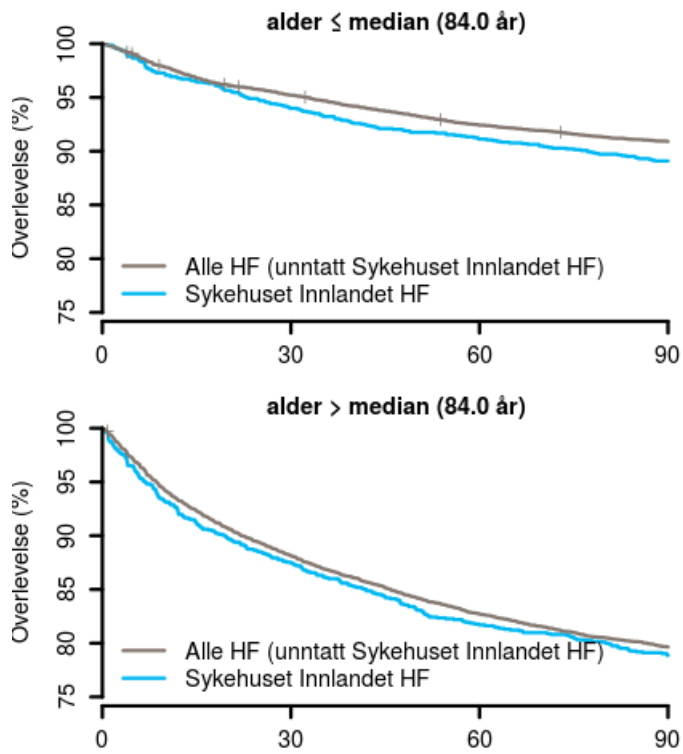 alder ≤ median (84.0 år)
Overlevelse (%)
100
95
90
85
80
75
Alle HF (unntatt Sykehuset Innlandet HF)
Sykehuset Innlandet HF
0 30 60 90
alder > median (84.0 år)
Overlevelse (%)
100
95
90
85
80
75
Alle HF (unntatt Sykehuset Innlandet HF)
Sykehuset Innlandet HF
0 30 60 90